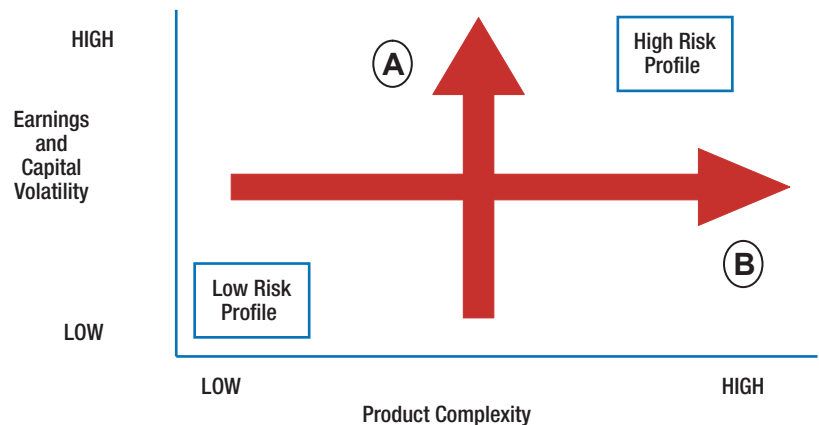 HIGH
A
High Risk
Profile
Earnings
and
Capital
Volatility
B
Low Risk
Profile
LOW
LOW
HIGH
Product Complexity